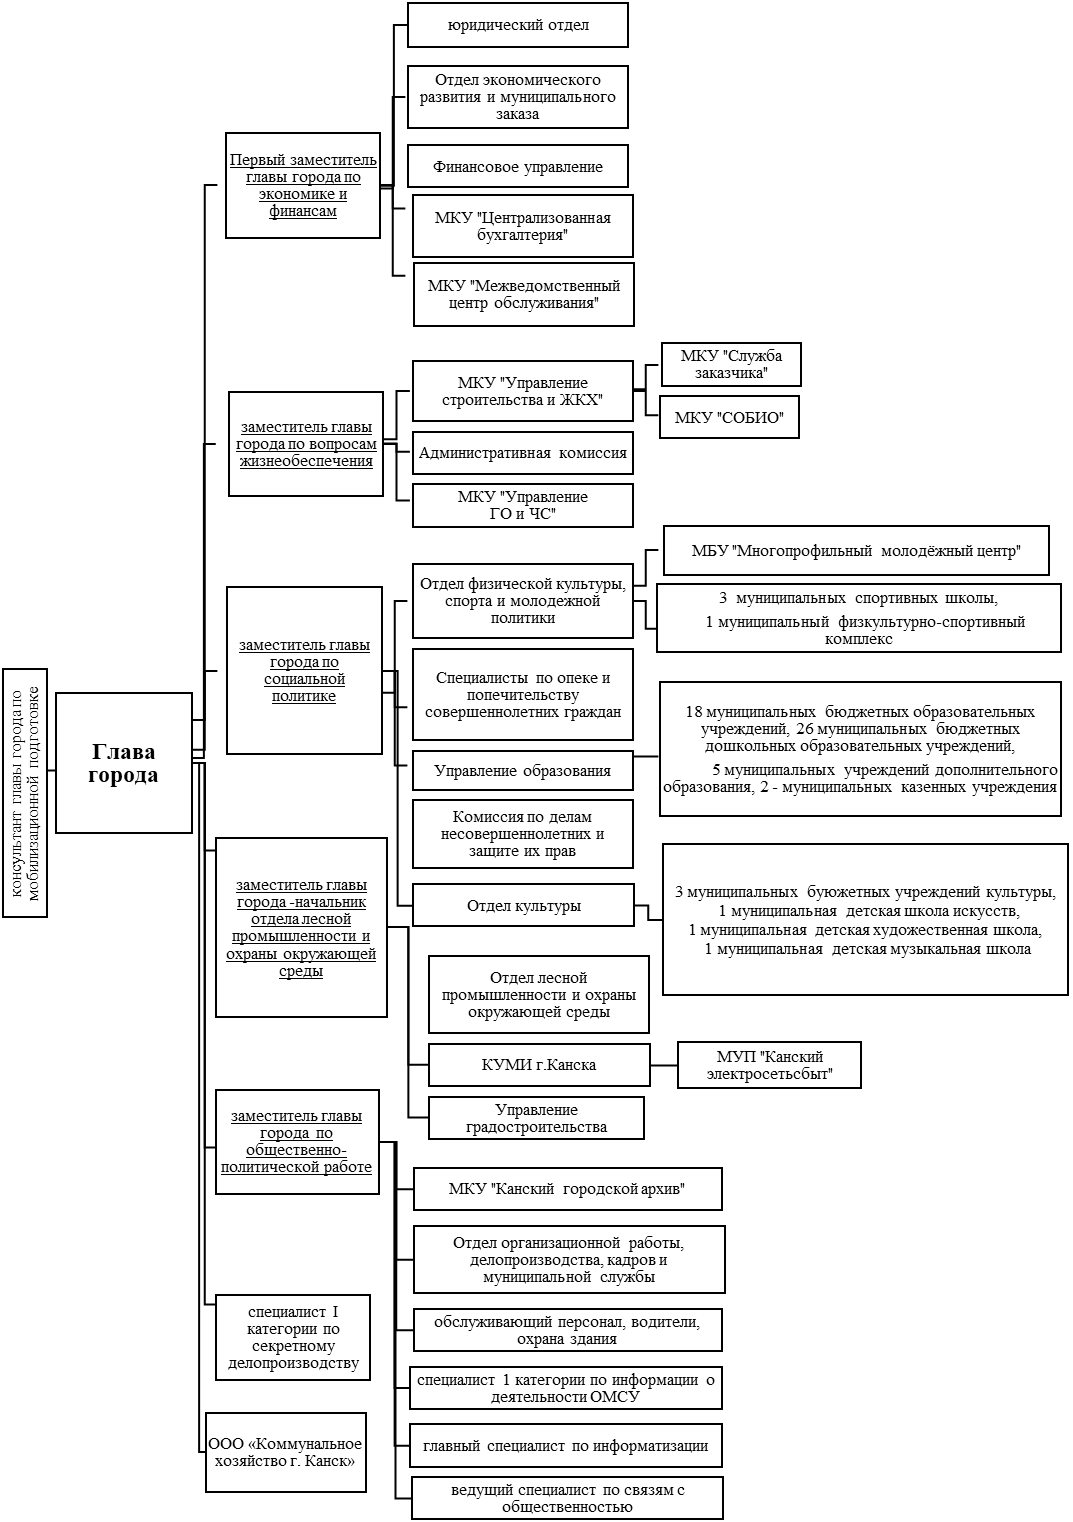 консультант главы города по
мобилизационной подготовке
Глава
города
Первый заместитель
главы города по
экономике и
финансам
юридический отдел
Отдел экономического
развития и муниципального
заказа
Финансовое управление
МКУ "Централизованная
бухгалтерия"
МКУ "Межведомственный
центр обслуживания"
заместитель главы
города по вопросам
жизнеобеспечения
МКУ "Управление
строительства и ЖКХ"
МКУ "Служба
заказчика"
МКУ "СОБИО"
Административная комиссия
МКУ "Управление
ГО и ЧС"
заместитель главы
города по
социальной
политике
Отдел физической культуры,
спорта и молодежной
политики
МБУ "Многопрофильный молодёжный центр"
3 муниципальных спортивных школы,
1 муниципальный физкультурно-спортивный
комплекс
Специалисты по опеке и
попечительству
совершеннолетних граждан
Управление образования
18 муниципальных бюджетных образовательных
учреждений, 26 муниципальных бюджетных
дошкольных образовательных учреждений,
5 муниципальных учреждений дополнительного
образования, 2 - муниципальных казенных учреждения
Комиссия по делам
несовершеннолетних и
защите их прав
Отдел культуры
3 муниципальных буюжетных учреждений культуры,
1 муниципальная детская школа искусств,
1 муниципальная детская художественная школа,
1 муниципальная детская музыкальная школа
заместитель главы
города -начальник
отдела лесной
промышленности и
охраны окружающей
среды
Отдел лесной
промышленности и охраны
окружающей среды
КУМИ г.Канска
МУП "Канский
электросетьсбыт"
Управление
градостроительства
заместитель главы
города по
общественно-
политической работе
МКУ "Канский городской архив"
Отдел организационной работы,
делопроизводства, кадров и
муниципальной службы
обслуживающий персонал, водители,
охрана здания
специалист 1 категории по информации о
деятельности ОМСУ
главный специалист по информатизации
ведущий специалист по связям с
общественностью
специалист I
категории по
секретному
делопроизводству
ООО «Коммунальное
хозяйство г. Канск»